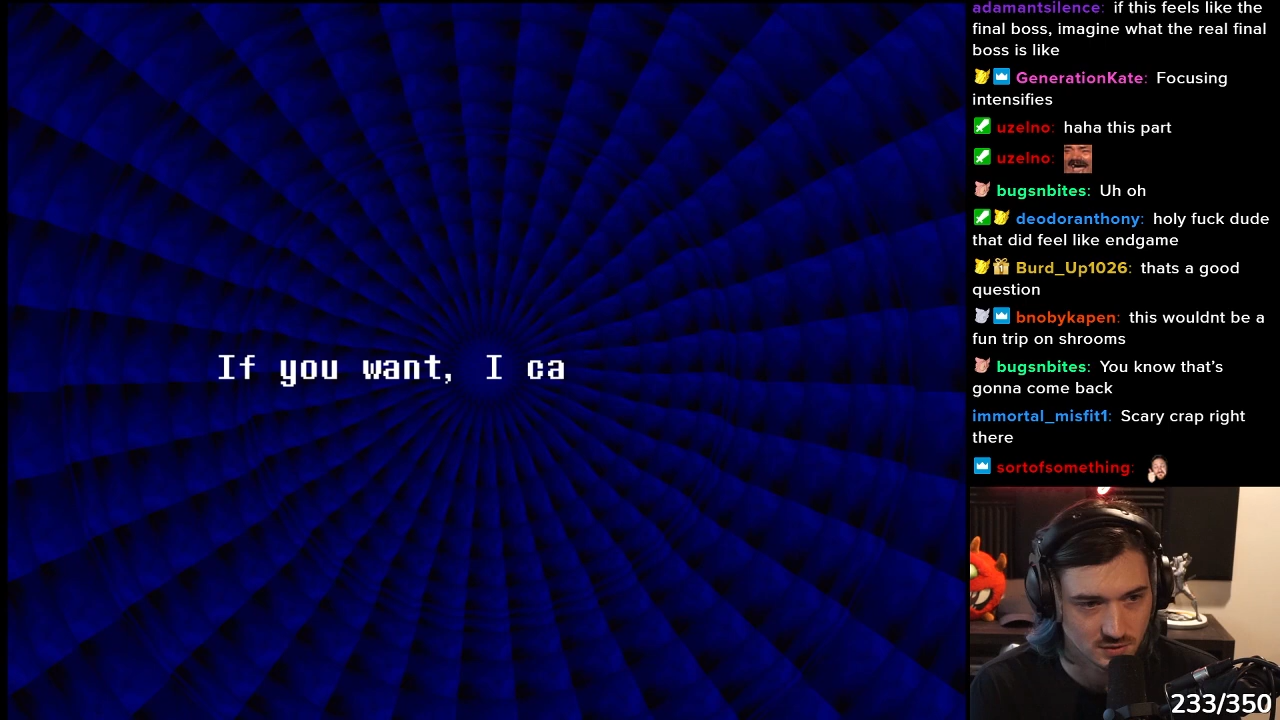 If you want, I ca
adamantsilence: if this feels like the
final boss, imagine what the real final
boss is like
GenerationKate: Focusing
intensifies
uzelno: haha this part
uzelno:
bugsnbites: Uh oh
deodoranthony: holy fuck dude
that did feel like endgame
Burd_Up1026: thats a good
question
bnobykapen: this wouldnt be a
fun trip on shrooms
bugsnbites: You know that’s
gonna come back
immortal_misfit1: Scary crap right
there
sortofsomething:
233/350